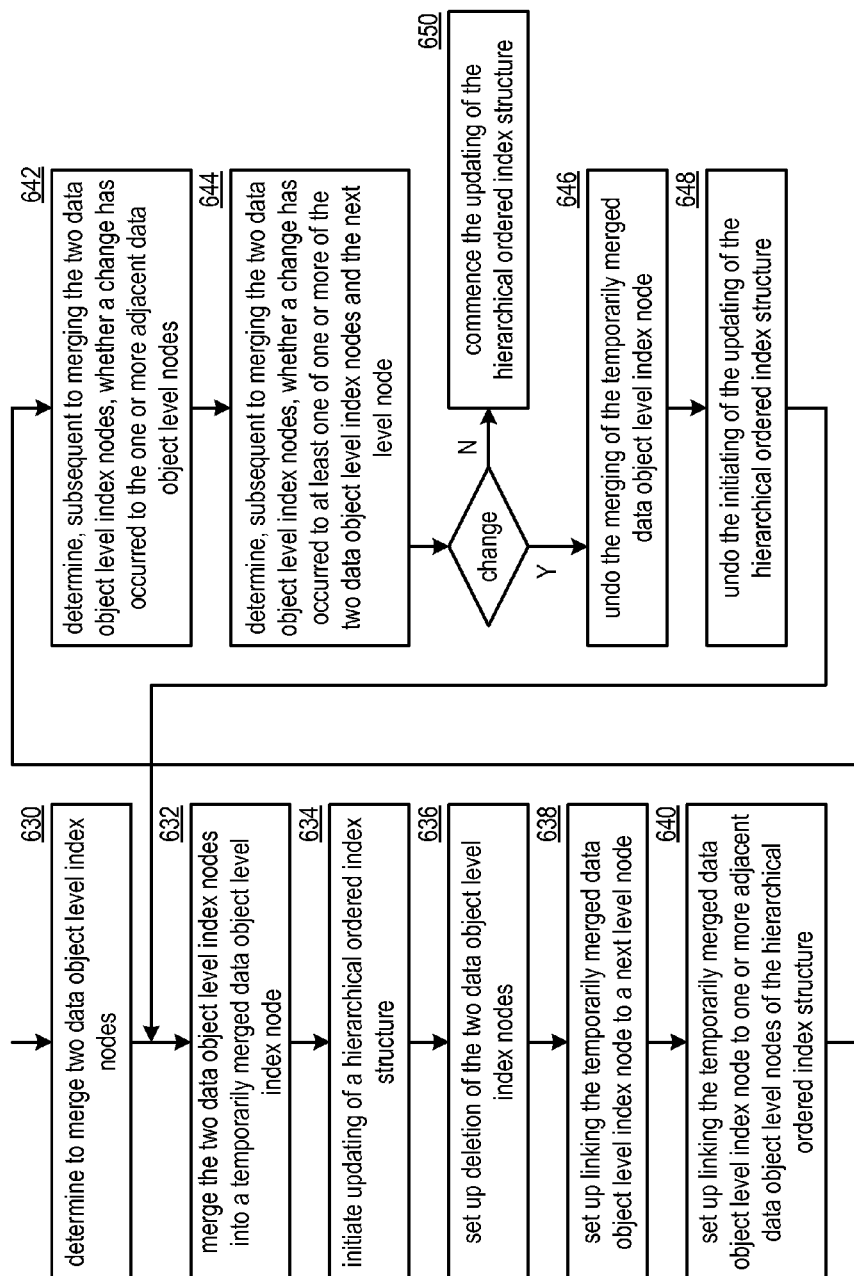 630
determine to merge two data object level index
nodes
632
merge the two data object level index nodes
into a temporarily merged data object level
index node
634
initiate updating of a hierarchical ordered index
structure
636
set up deletion of the two data object level
index nodes
638
set up linking the temporarily merged data
object level index node to a next level node
640
set up linking the temporarily merged data
object level index node to one or more adjacent
data object level nodes of the hierarchical
ordered index structure
642
determine, subsequent to merging the two data
object level index nodes, whether a change has
occurred to the one or more adjacent data
object level nodes
644
determine, subsequent to merging the two data
object level index nodes, whether a change has
occurred to at least one of one or more of the
two data object level index nodes and the next
level node
change
N
Y
650
commence the updating of the
hierarchical ordered index structure
646
undo the merging of the temporarily merged
data object level index node
648
undo the initiating of the updating of the
hierarchical ordered index structure